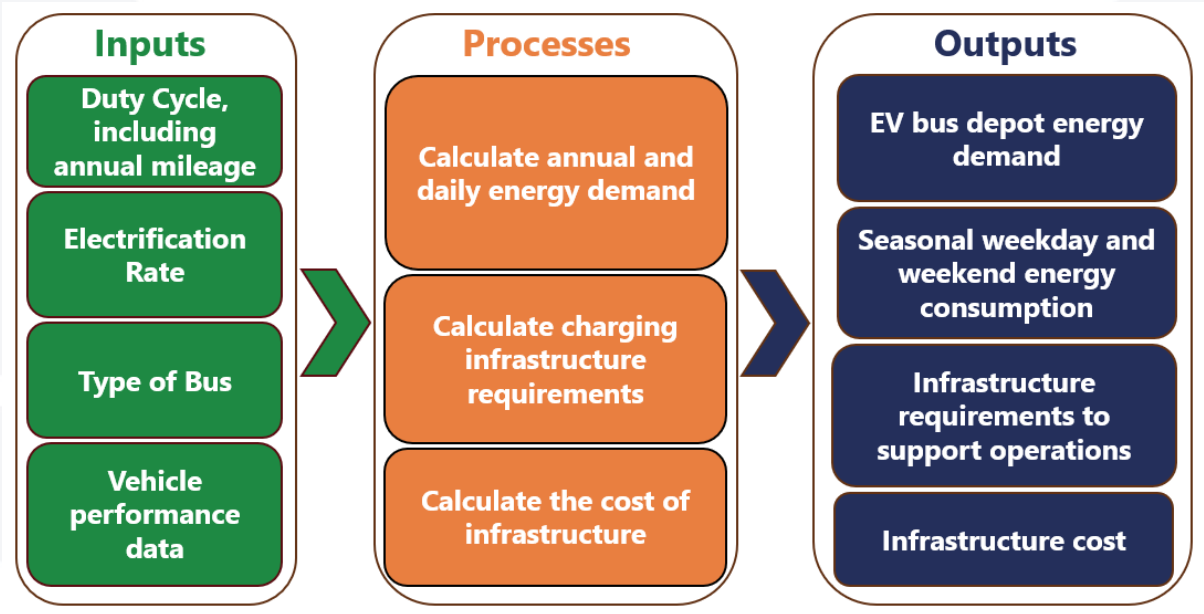 Inputs
Duty Cycle,
including
annual mileage
Electrification
Rate
Type of Bus
Vehicle
performance
data
Processes
Calculate annual and
daily energy demand
Calculate charging
infrastructure
requirements
Calculate the cost of
infrastructure
Outputs
EV bus depot energy
demand
Seasonal weekday and
weekend energy
consumption
Infrastructure
requirements to
support operations
Infrastructure cost